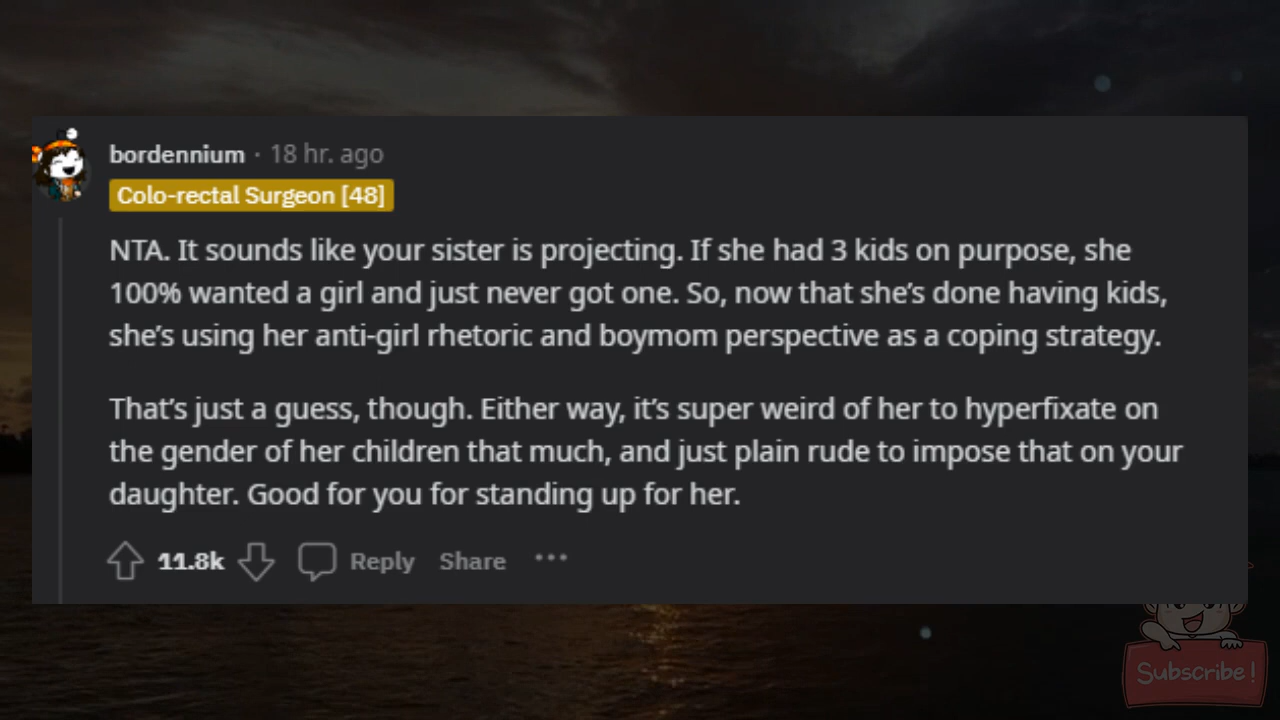 bordennium · 18 hr. ago
Colo-rectal Surgeon [48]
NTA. It sounds like your sister is projecting. If she had 3 kids on purpose, she
100% wanted a girl and just never got one. So, now that she’s done having kids,
she’s using her anti-girl rhetoric and boymom perspective as a coping strategy.
That’s just a guess, though. Either way, it’s super weird of her to hyperfixate on
the gender of her children that much, and just plain rude to impose that on your
daughter. Good for you for standing up for her.
11.8k Reply Share ···
Subscribe!